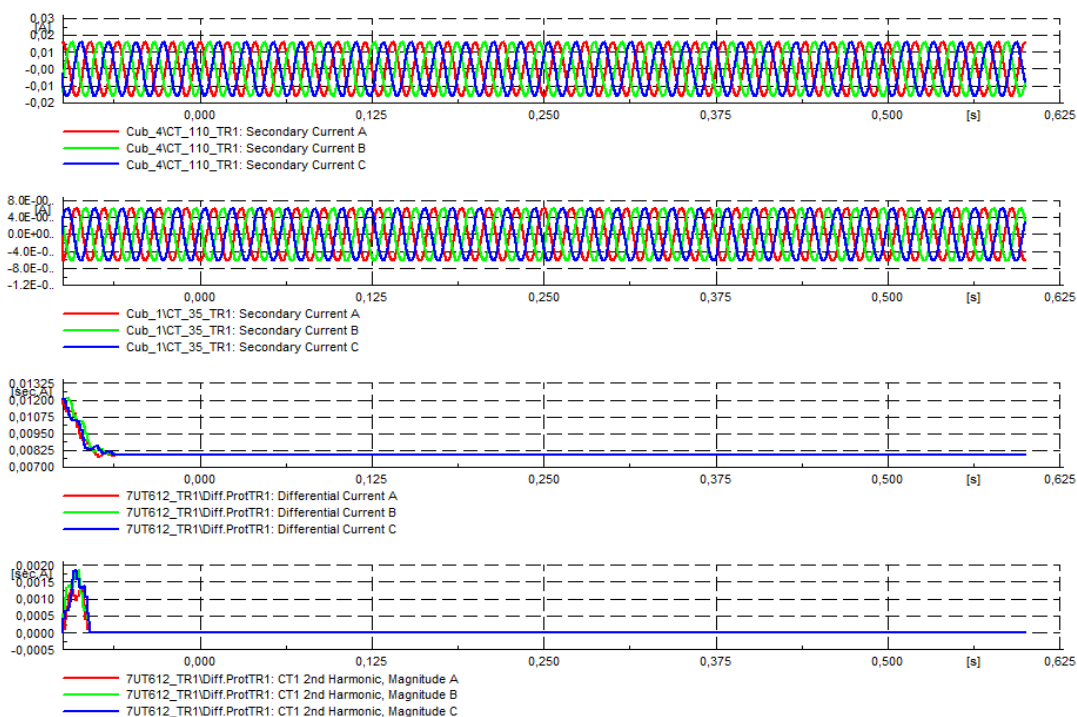 0,03
[A]
0,02
0,01
-0,00
-0,01
-0,02
0,000 0,125 0,250 0,375 0,500 [s] 0,625
Cub_4\CT_110_TR1: Secondary Current A
Cub_4\CT_110_TR1: Secondary Current B
Cub_4\CT_110_TR1: Secondary Current C
8.0E-00..
[A]
4.0E-00..
0.0E+00..
-4.0E-0..
-8.0E-0..
-1.2E-0..
0,000 0,125 0,250 0,375 0,500 [s] 0,625
Cub_1\CT_35_TR1: Secondary Current A
Cub_1\CT_35_TR1: Secondary Current B
Cub_1\CT_35_TR1: Secondary Current C
0,01325
[sec.A]
0,01200
0,01075
0,00950
0,00825
0,00700
0,000 0,125 0,250 0,375 0,500 [s] 0,625
7UT612_TR1\Diff.ProtTR1: Differential Current A
7UT612_TR1\Diff.ProtTR1: Differential Current B
7UT612_TR1\Diff.ProtTR1: Differential Current C
0,0020
[sec.A]
0,0015
0,0010
0,0005
0,0000
-0,0005
0,000 0,125 0,250 0,375 0,500 [s] 0,625
7UT612_TR1\Diff.ProtTR1: CT1 2nd Harmonic, Magnitude A
7UT612_TR1\Diff.ProtTR1: CT1 2nd Harmonic, Magnitude B
7UT612_TR1\Diff.ProtTR1: CT1 2nd Harmonic, Magnitude C